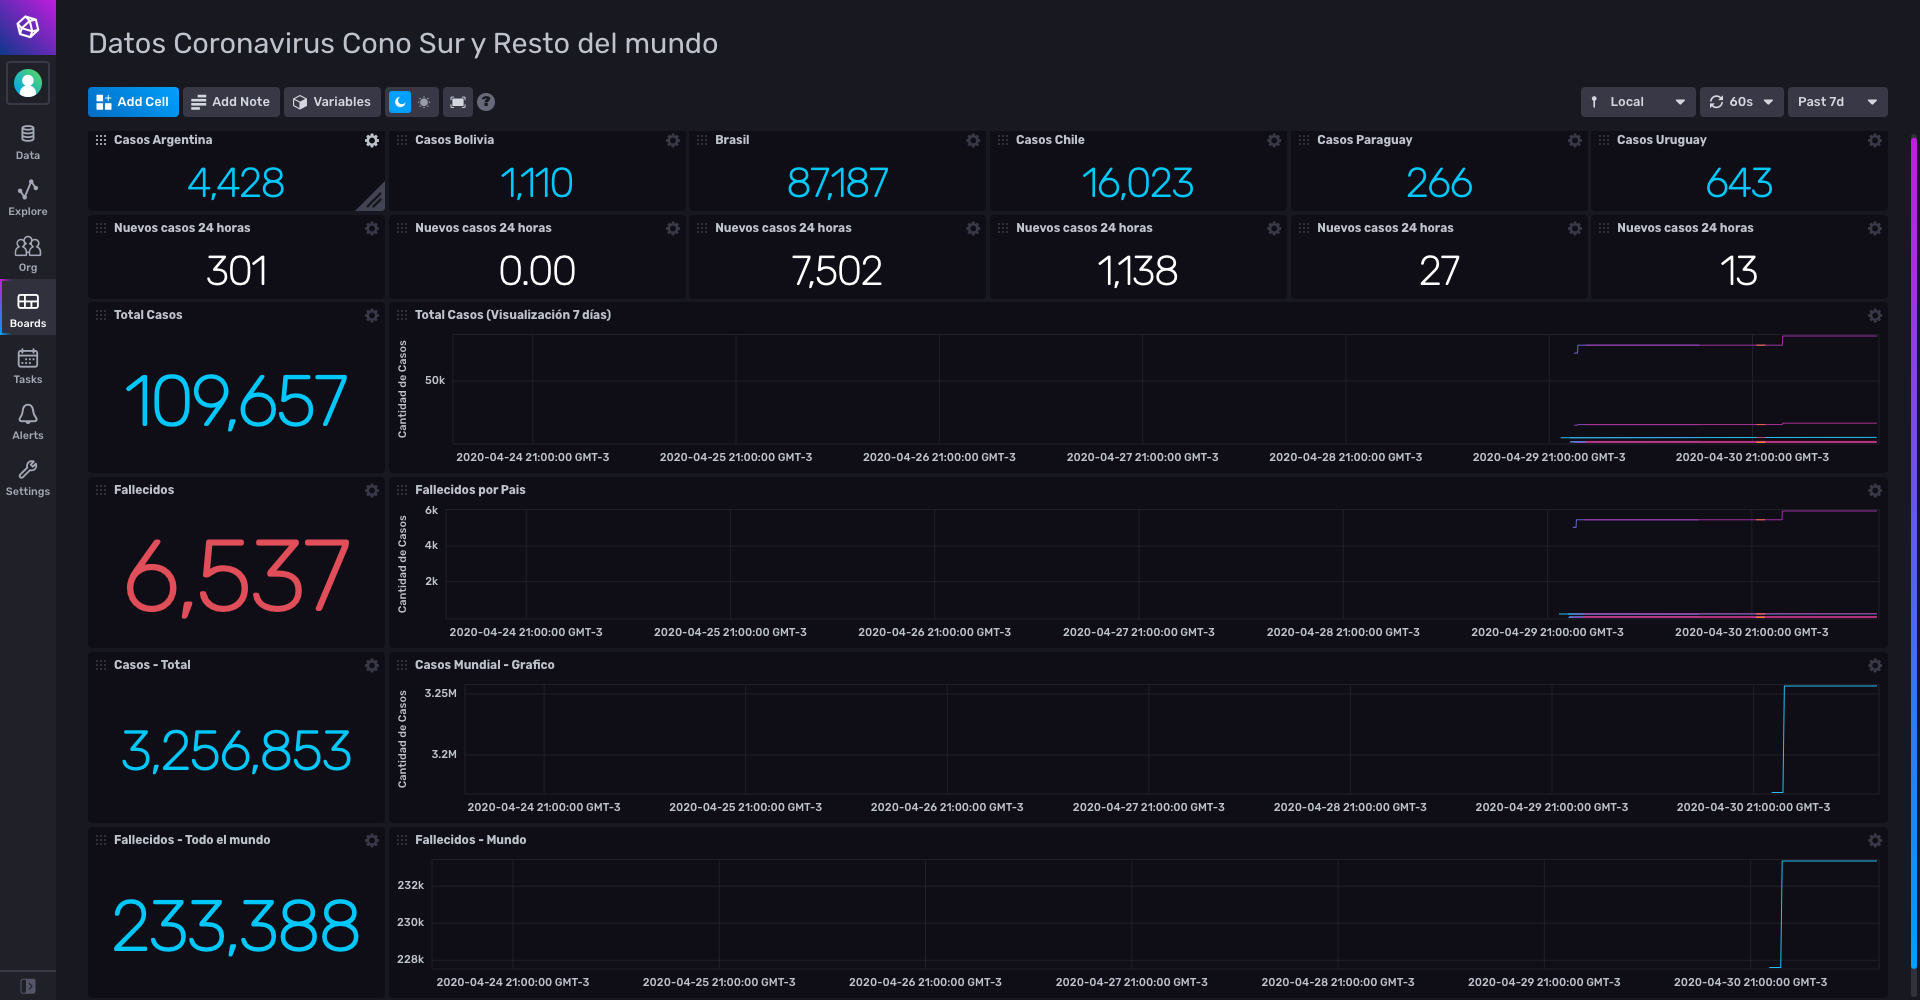 Datos Coronavirus Cono Sur y Resto del mundo
Add Cell
Add Note
Variables
?
Local
60s
Past 7d
Data
Explore
Org
Boards
Tasks
Alerts
Settings
Casos Argentina
4,428
Casos Bolivia
1,110
Brasil
87,187
Casos Chile
16,023
Casos Paraguay
266
Casos Uruguay
643
Nuevos casos 24 horas
301
Nuevos casos 24 horas
0.00
Nuevos casos 24 horas
7,502
Nuevos casos 24 horas
1,138
Nuevos casos 24 horas
27
Nuevos casos 24 horas
13
Total Casos
109,657
Total Casos (Visualización 7 días)
Cantidad de Casos
50k
2020-04-24 21:00:00 GMT-3 2020-04-25 21:00:00 GMT-3 2020-04-26 21:00:00 GMT-3 2020-04-27 21:00:00 GMT-3 2020-04-28 21:00:00 GMT-3 2020-04-29 21:00:00 GMT-3 2020-04-30 21:00:00 GMT-3
Fallecidos
6,537
Fallecidos por Pais
Cantidad de Casos
6k
4k
2k
2020-04-24 21:00:00 GMT-3 2020-04-25 21:00:00 GMT-3 2020-04-26 21:00:00 GMT-3 2020-04-27 21:00:00 GMT-3 2020-04-28 21:00:00 GMT-3 2020-04-29 21:00:00 GMT-3 2020-04-30 21:00:00 GMT-3
Casos - Total
3,256,853
Casos Mundial - Grafico
Cantidad de Casos
3.25M
3.2M
2020-04-24 21:00:00 GMT-3 2020-04-25 21:00:00 GMT-3 2020-04-26 21:00:00 GMT-3 2020-04-27 21:00:00 GMT-3 2020-04-28 21:00:00 GMT-3 2020-04-29 21:00:00 GMT-3 2020-04-30 21:00:00 GMT-3
Fallecidos - Todo el mundo
233,388
Fallecidos - Mundo
232k
230k
228k
2020-04-24 21:00:00 GMT-3 2020-04-25 21:00:00 GMT-3 2020-04-26 21:00:00 GMT-3 2020-04-27 21:00:00 GMT-3 2020-04-28 21:00:00 GMT-3 2020-04-29 21:00:00 GMT-3 2020-04-30 21:00:00 GMT-3